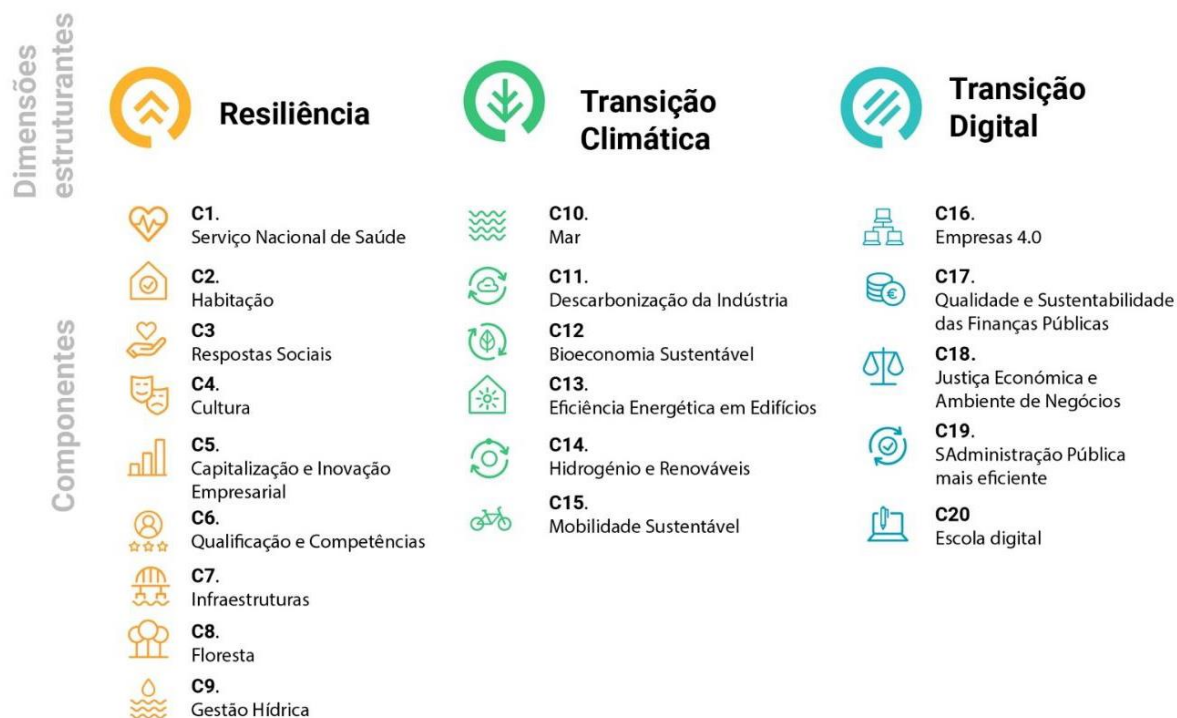 Dimensões
estruturantes
Resiliência
Transição
Climática
Transição
Digital
Componentes
C1.
Serviço Nacional de Saúde
C2.
Habitação
C3
Respostas Sociais
C4.
Cultura
C5.
Capitalização e Inovação
Empresarial
C6.
Qualificação e Competências
C7.
Infraestruturas
C8.
Floresta
C9.
Gestão Hídrica
C10.
Mar
C11.
Descarbonização da Indústria
C12
Bioeconomia Sustentável
C13.
Eficiência Energética em Edifícios
C14.
Hidrogénio e Renováveis
C15.
Mobilidade Sustentável
C16.
Empresas 4.0
C17.
Qualidade e Sustentabilidade
das Finanças Públicas
C18.
Justiça Económica e
Ambiente de Negócios
C19.
SAdministração Pública
mais eficiente
C20
Escola digital